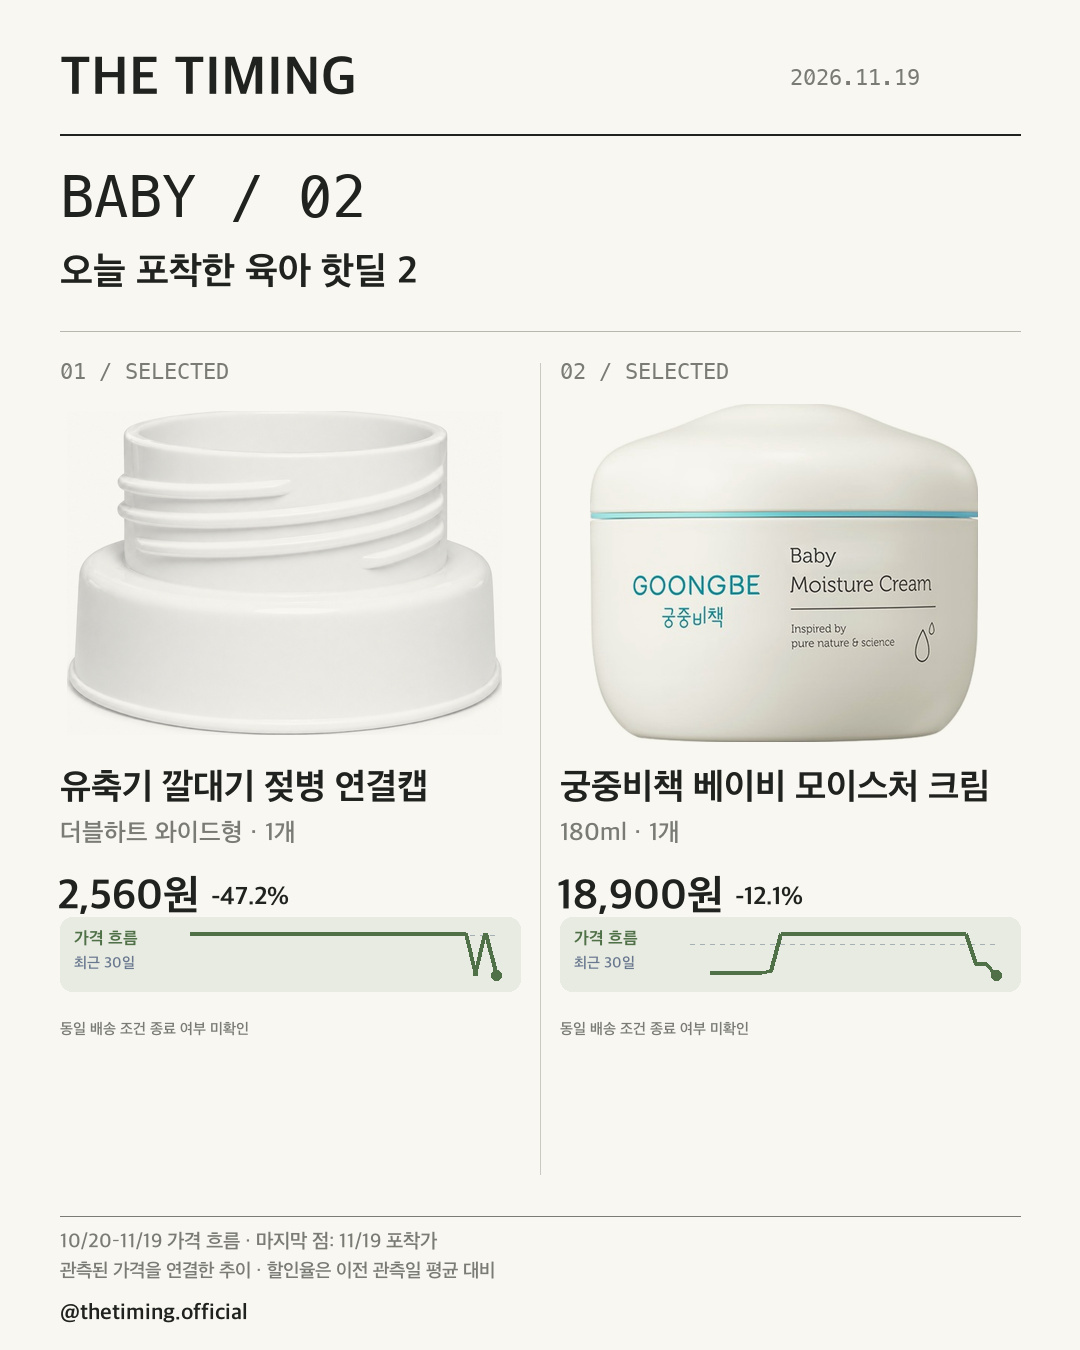 THE TIMING
2026.11.19
BABY / 02
오늘 포착한 육아 핫딜 2
01 / SELECTED
유축기 깔대기 젖병 연결캡
더블하트 와이드형 · 1개
2,560원 -47.2%
가격 흐름
최근 30일
동일 배송 조건 종료 여부 미확인
02 / SELECTED
GOONGBE
궁중비책
Baby
Moisture Cream
Inspired by
pure nature & science
궁중비책 베이비 모이스처 크림
180ml · 1개
18,900원 -12.1%
가격 흐름
최근 30일
동일 배송 조건 종료 여부 미확인
10/20-11/19 가격 흐름 · 마지막 점: 11/19 포착가
관측된 가격을 연결한 추이 · 할인율은 이전 관측일 평균 대비
@thetiming.official